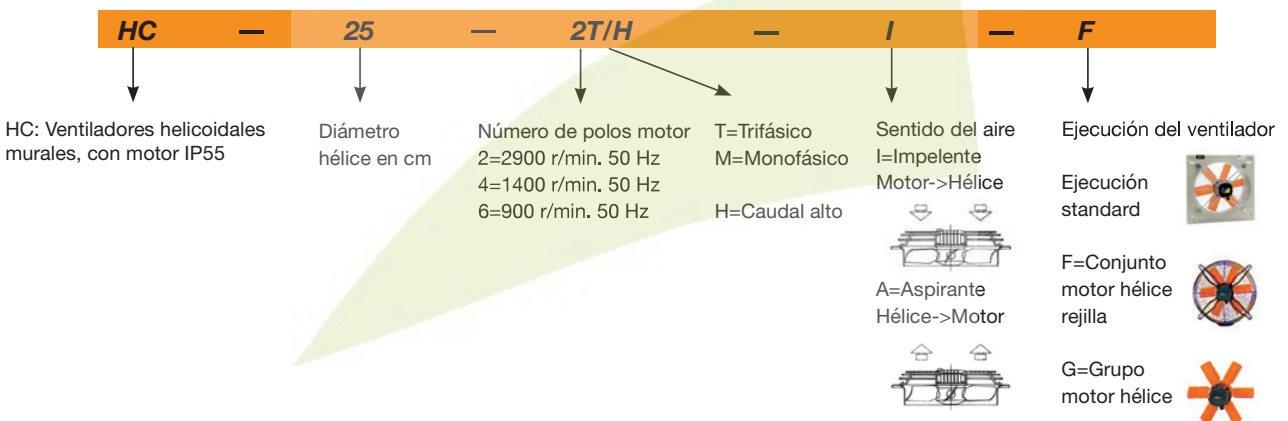 HC — 25 — 2T/H — I — F
HC: Ventiladores helicoidales
murales, con motor IP55
Diámetro
hélice en cm
Número de polos motor
2=2900 r/min. 50 Hz
4=1400 r/min. 50 Hz
6=900 r/min. 50 Hz
T=Trifásico
M=Monofásico
H=Caudal alto
Sentido del aire
I=Impelente
Motor->Hélice
A=Aspirante
Hélice->Motor
Ejecución del ventilador
Ejecución
standard
F=Conjunto
motor hélice
rejilla
G=Grupo
motor hélice